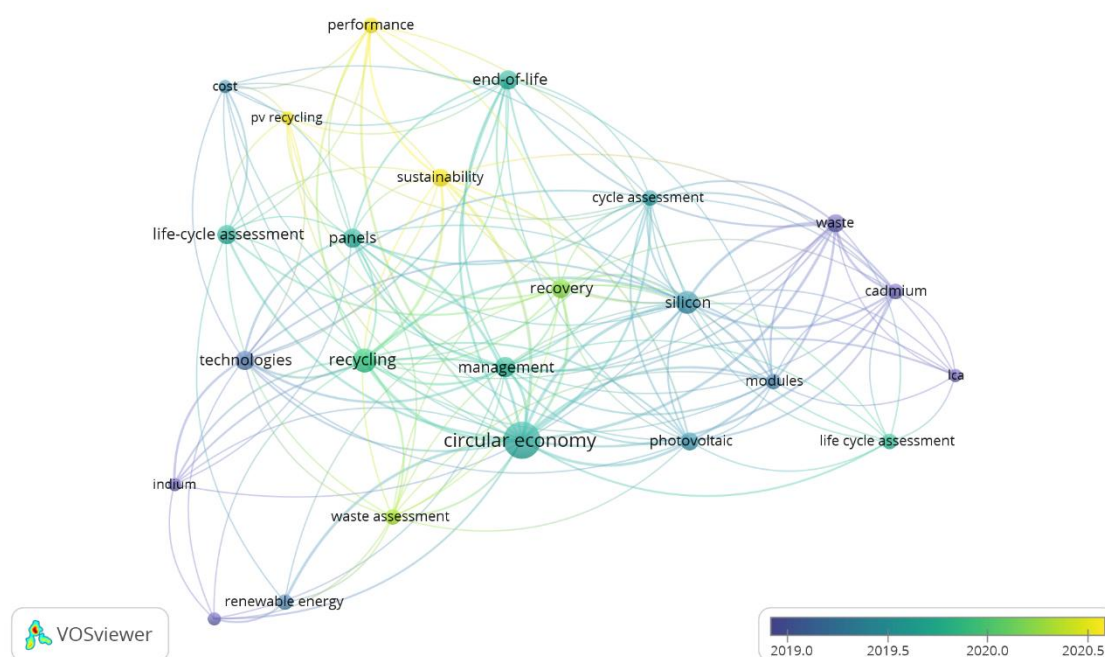 performance
end-of-life
cost
pv recycling
sustainability
cycle assessment
waste
life-cycle assessment
panels
recovery
cadmium
silicon
technologies
recycling
management
modules
lca
circular economy
photovoltaic
life cycle assessment
indium
waste assessment
renewable energy
VOSviewer
2019.0 2019.5 2020.0 2020.5